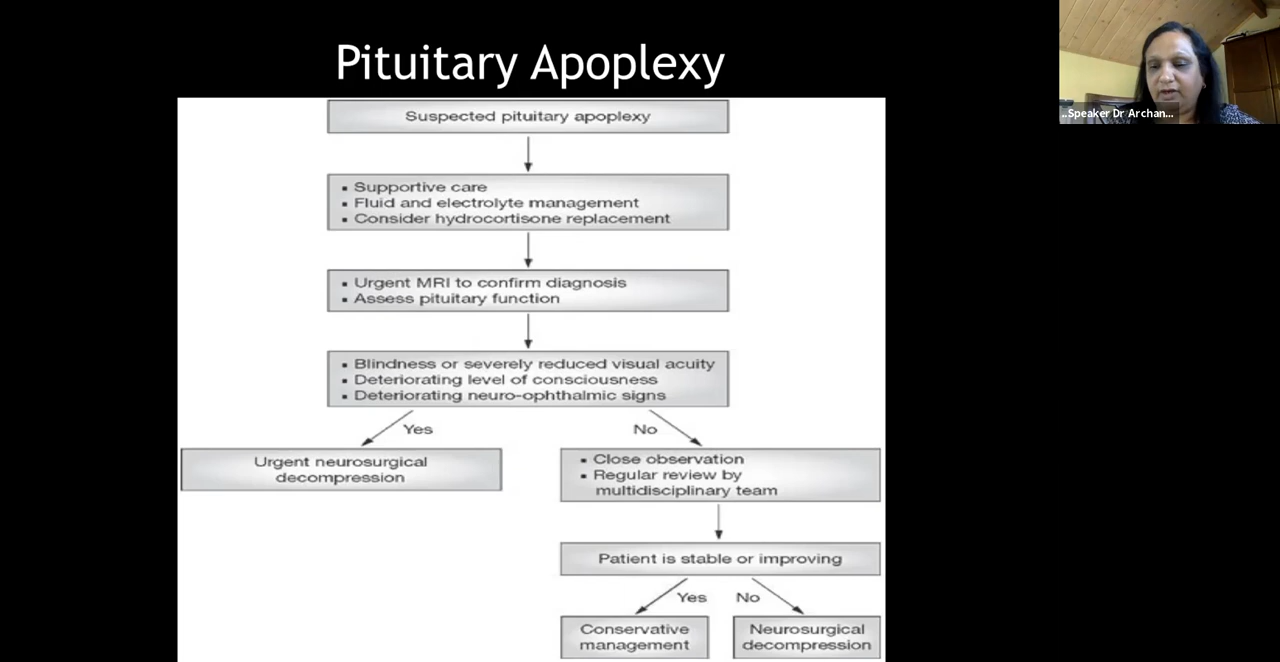 Pituitary Apoplexy
..Speaker Dr Archan...
Suspected pituitary apoplexy
▪ Supportive care
▪ Fluid and electrolyte management
▪ Consider hydrocortisone replacement
▪ Urgent MRI to confirm diagnosis
▪ Assess pituitary function
▪ Blindness or severely reduced visual acuity
▪ Deteriorating level of consciousness
▪ Deteriorating neuro-ophthalmic signs
Yes
No
Urgent neurosurgical
decompression
▪ Close observation
▪ Regular review by
multidisciplinary team
Patient is stable or improving
Yes
No
Conservative
management
Neurosurgical
decompression